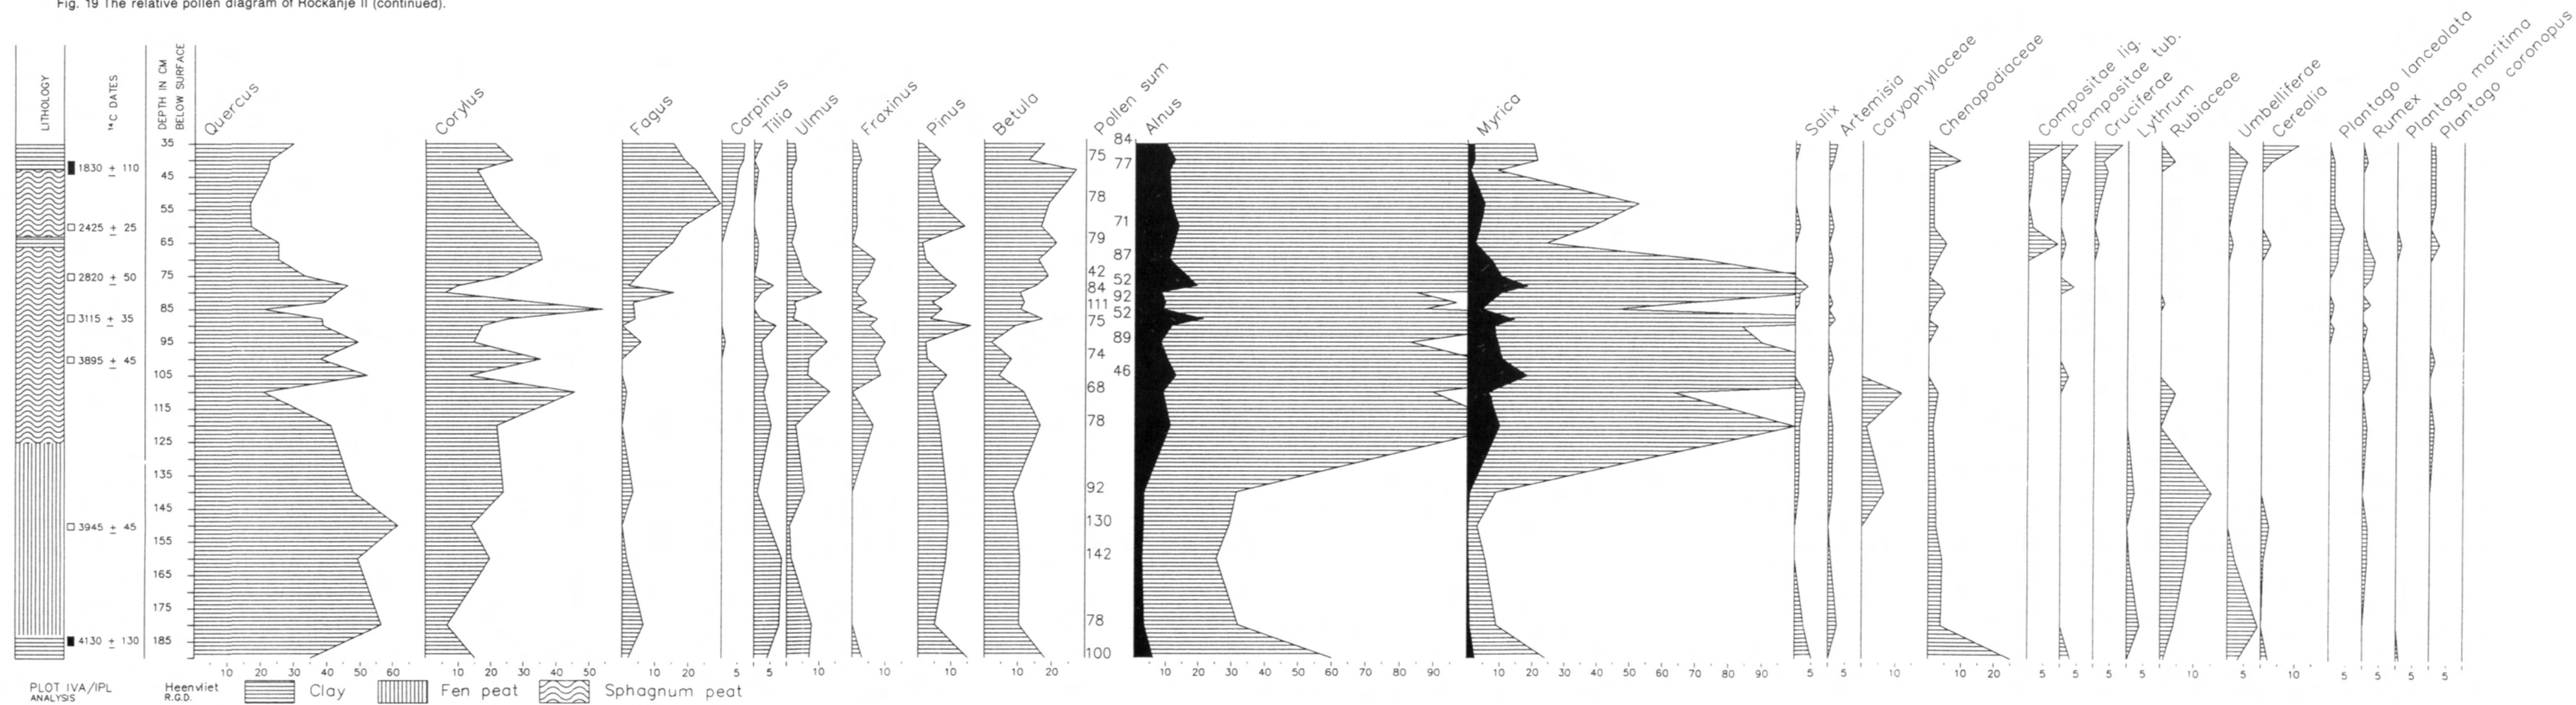 Fig. 19 The relative pollen diagram of Rockanje II (continued).
LITHOLOGY
14C DATES
DEPTH IN CM
BELOW SURFACE
Quercus
Corylus
Fagus
Carpinus
Tilia
Ulmus
Fraxinus
Pinus
Betula
Pollen sum
Alnus
Myrica
Salix
Artemisia
Caryophyllaceae
Chenopodiaceae
Compositae lig.
Compositae tub.
Cruciferae
Lythrum
Rubiaceae
Umbelliferae
Cerealia
Plantago lanceolata
Rumex
Plantago maritima
Plantago coronopus
1830 ± 110
2425 ± 25
2820 ± 50
3115 ± 35
3895 ± 45
3945 ± 45
4130 ± 130
35
45
55
65
75
85
95
105
115
125
135
145
155
165
175
185
84
75
77
78
71
79
87
42
52
84
92
111
52
75
89
74
46
68
78
92
130
142
78
100
10 20 30 40 50 60
10 20 30 40 50
10 20
5
5
10
10
10
10 20
10 20 30 40 50 60 70 80 90
10 20 30 40 50 60 70 80 90
5
5
10
10 20
5
5
5
5
10
5
10
5
5
5
5
PLOT IVA/IPL
ANALYSIS
Heenvliet
R.G.D.
Clay
Fen peat
Sphagnum peat